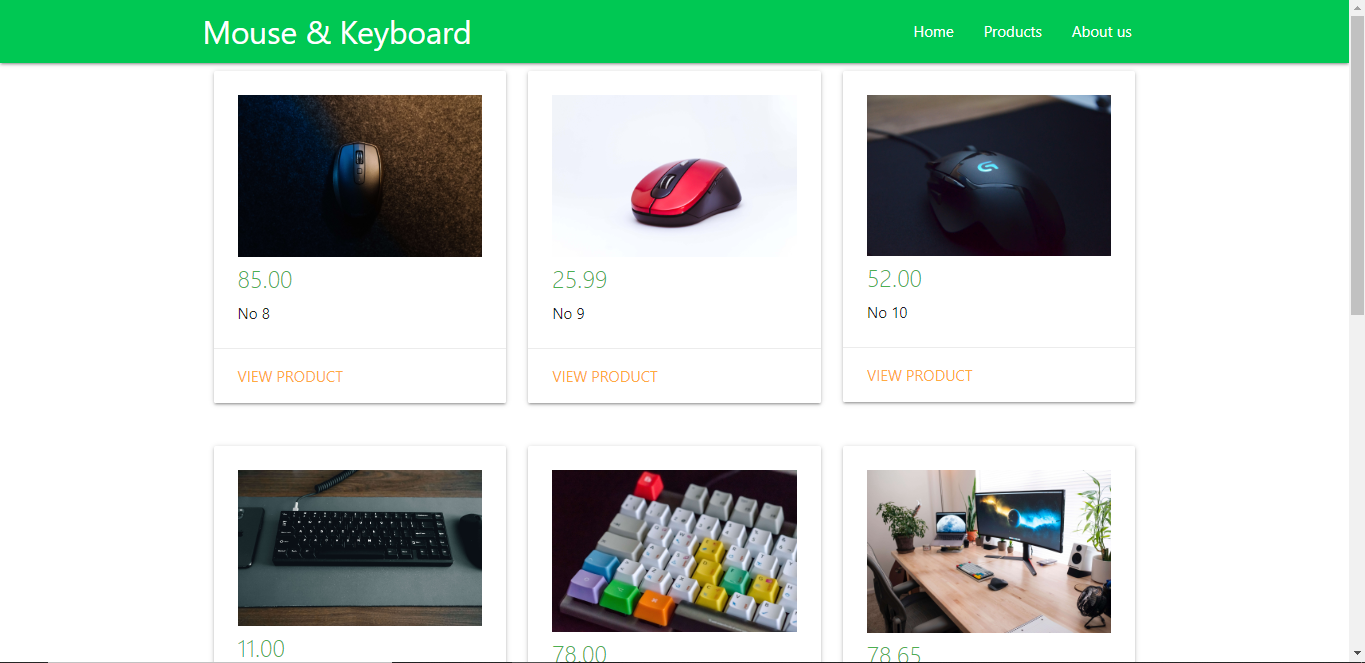 Mouse & Keyboard
Home Products About us
85.00 25.99 52.00
No 8 No 9 No 10
VIEW PRODUCT VIEW PRODUCT VIEW PRODUCT
11.00 78.00 78.65